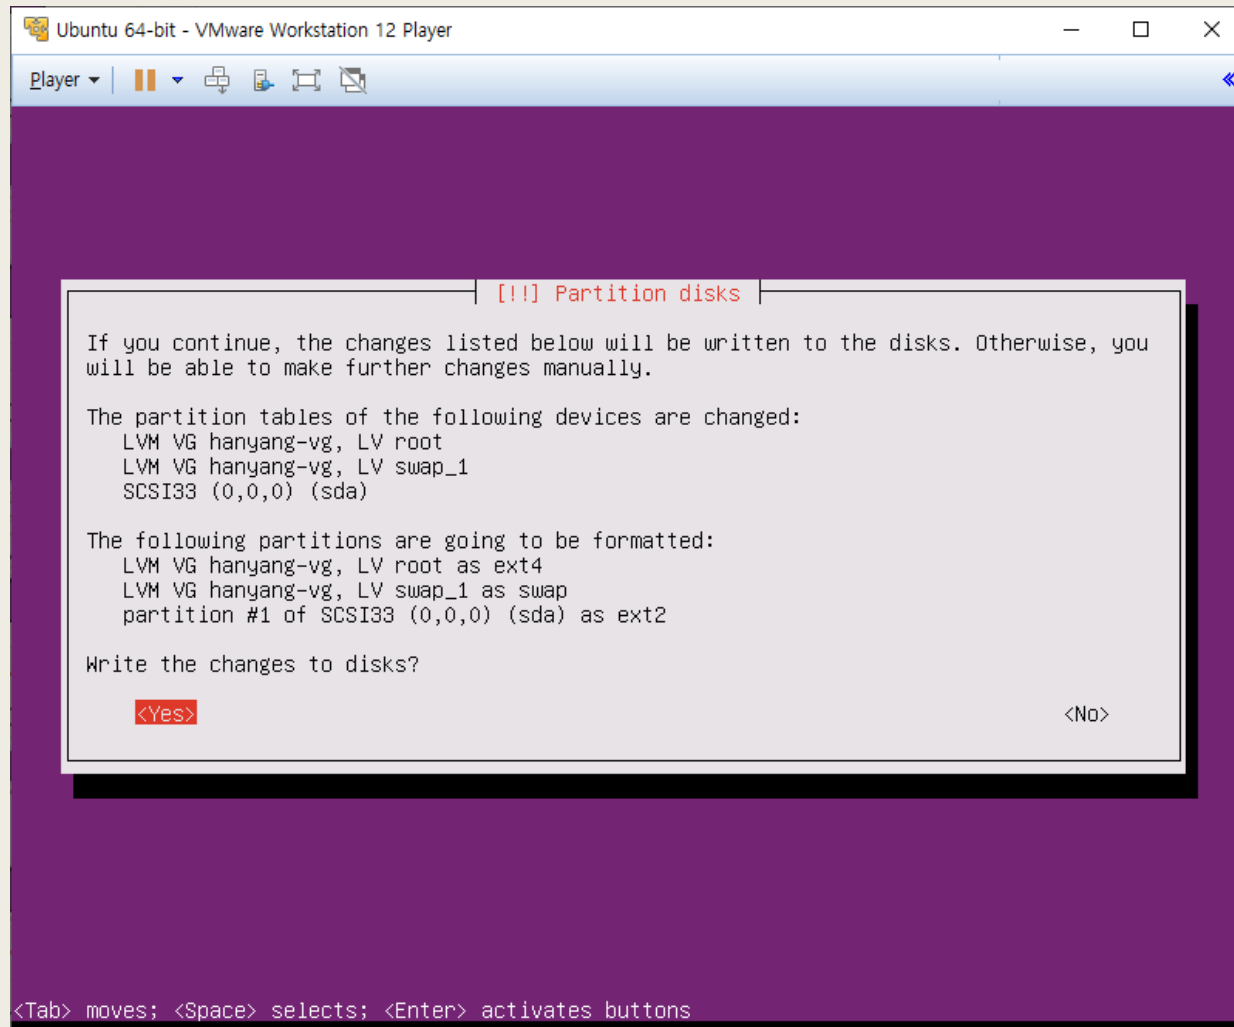 Ubuntu 64-bit - VMware Workstation 12 Player
Player
[!!] Partition disks
If you continue, the changes listed below will be written to the disks. Otherwise, you
will be able to make further changes manually.
The partition tables of the following devices are changed:
LVM VG hanyang-vg, LV root
LVM VG hanyang-vg, LV swap_1
SCSI33 (0,0,0) (sda)
The following partitions are going to be formatted:
LVM VG hanyang-vg, LV root as ext4
LVM VG hanyang-vg, LV swap_1 as swap
partition #1 of SCSI33 (0,0,0) (sda) as ext2
Write the changes to disks?
<Yes> <No>
<Tab> moves; <Space> selects; <Enter> activates buttons